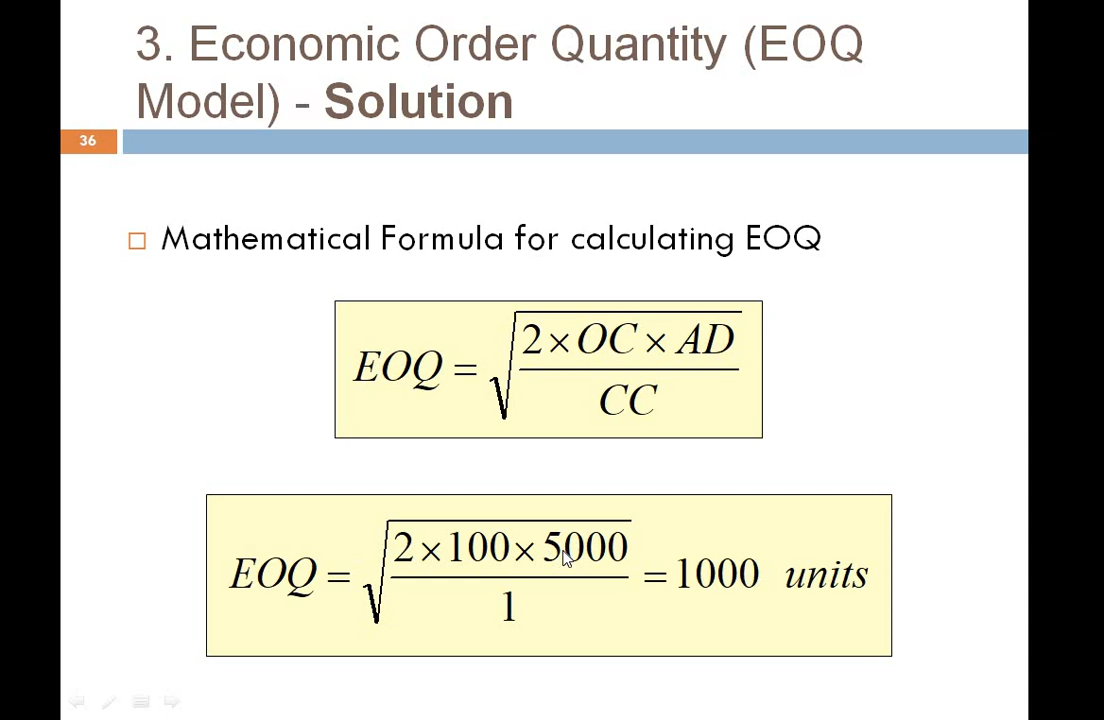 3. Economic Order Quantity (EOQ
Model) - Solution
36
Mathematical Formula for calculating EOQ
EOQ = √(2×OC×AD / CC)
EOQ = √(2×100×5000 / 1) = 1000 units